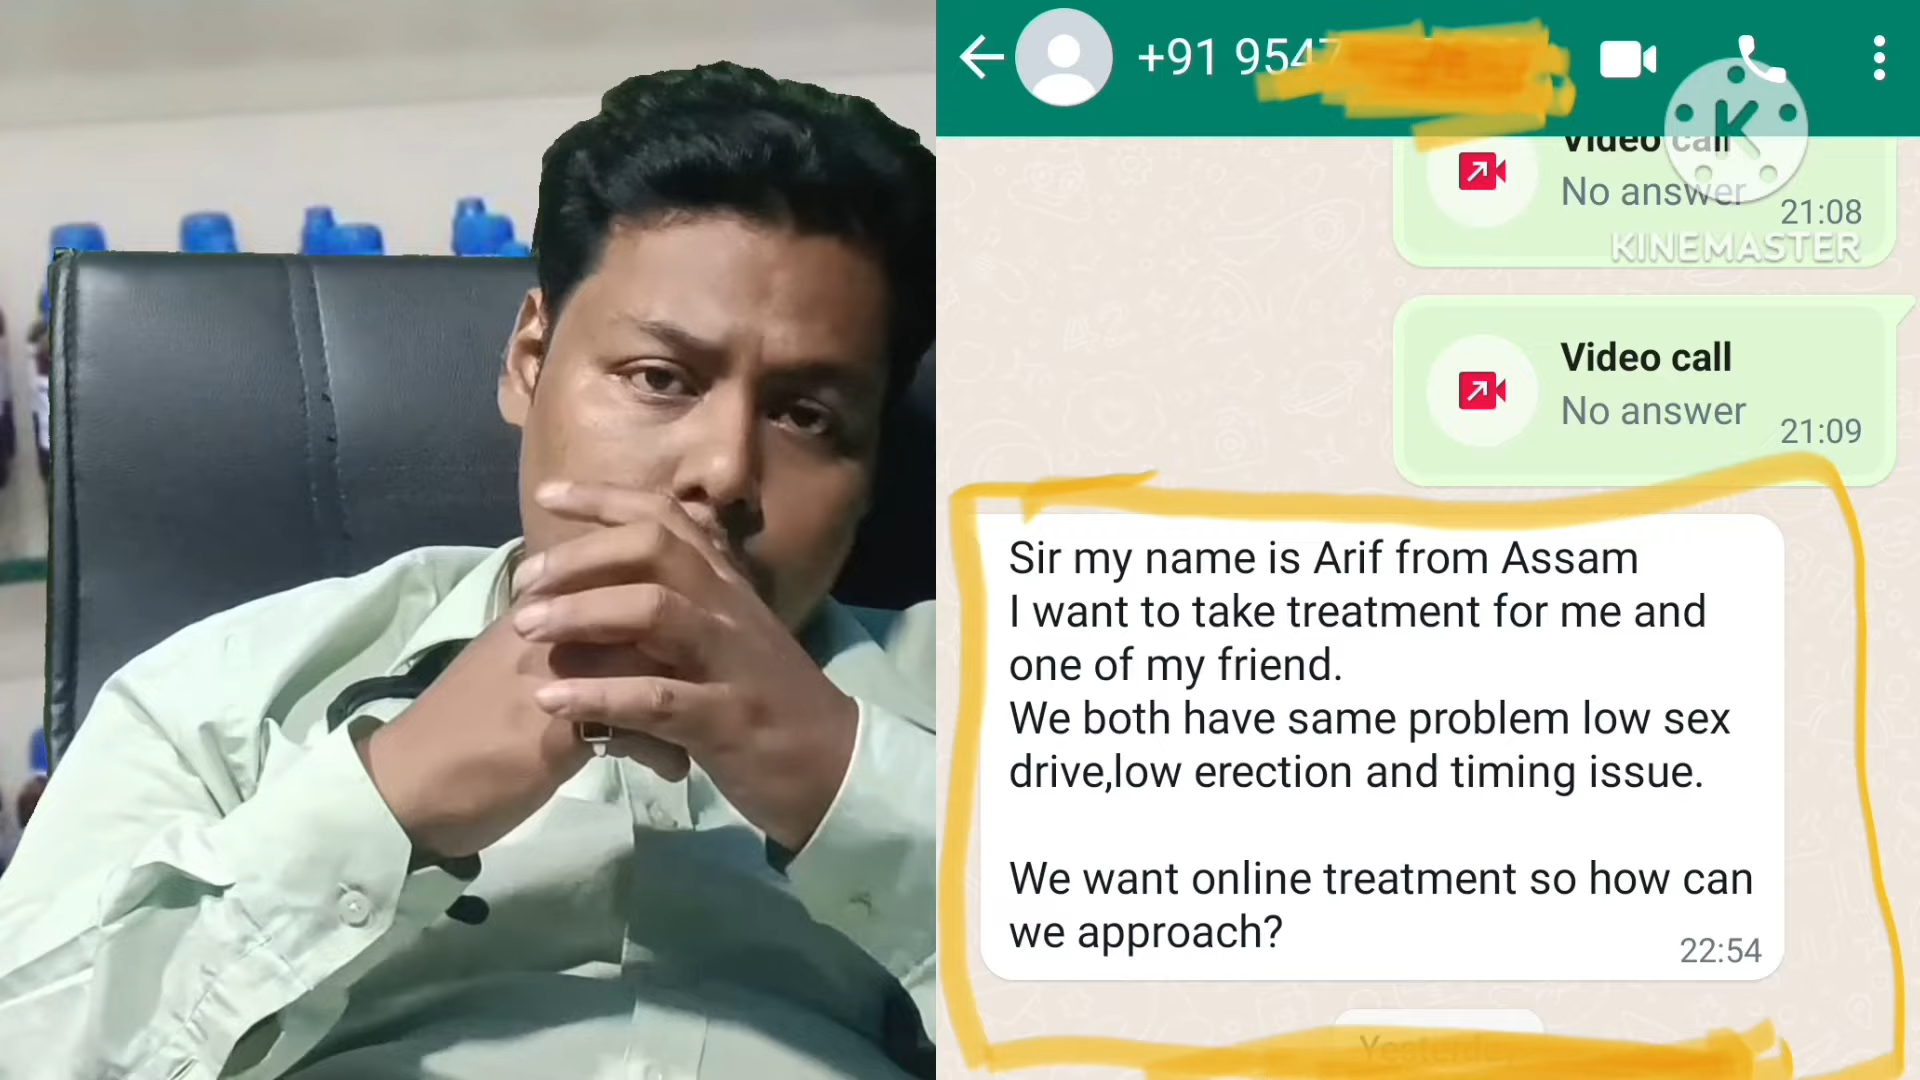 +91 9547
Video call
No answer
21:08
K
KINEMASTER
Video call
No answer
21:09
Sir my name is Arif from Assam
I want to take treatment for me and
one of my friend.
We both have same problem low sex
drive,low erection and timing issue.
We want online treatment so how can
we approach?
22:54